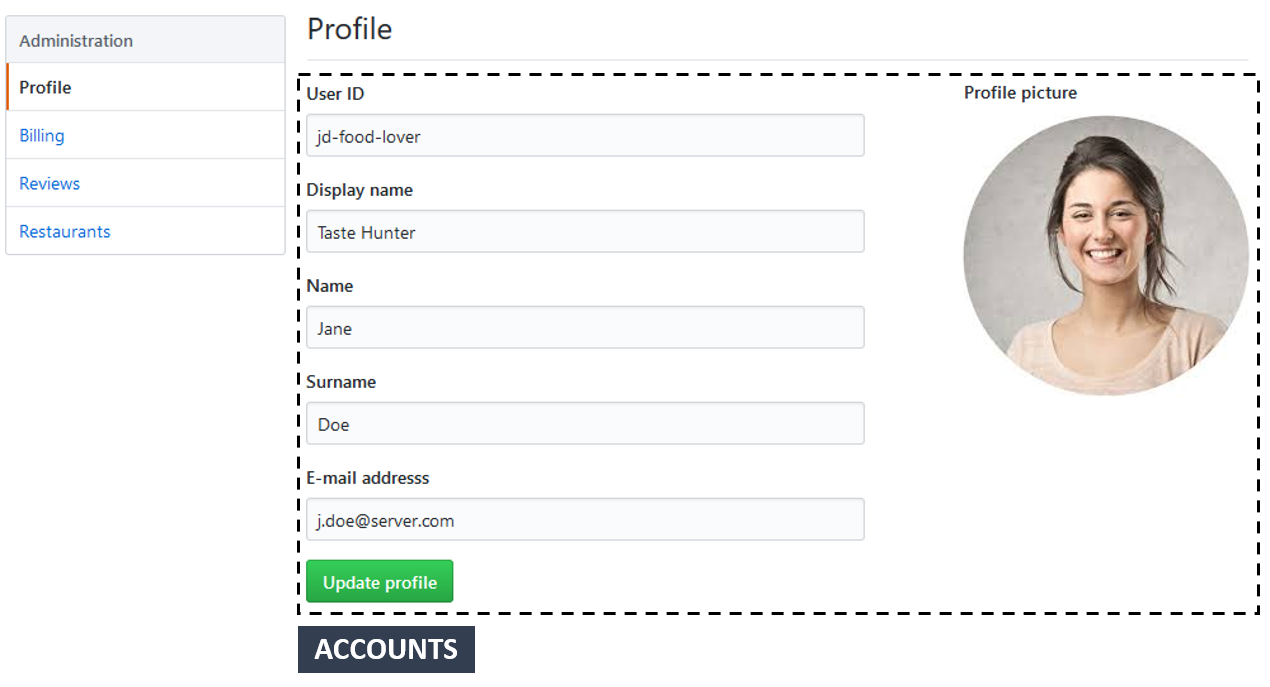 Administration
Profile
Billing
Reviews
Restaurants
Profile
User ID
jd-food-lover
Display name
Taste Hunter
Name
Jane
Surname
Doe
E-mail addresss
j.doe@server.com
Update profile
Profile picture
ACCOUNTS